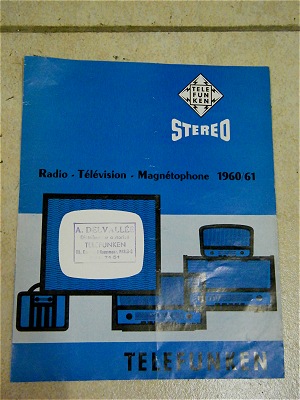 TELE
FUN
KEN
STEREO
Radio - Télévision - Magnétophone 1960/61
A. DELVALLÉE
TELEFUNKEN
TELEFUNKEN